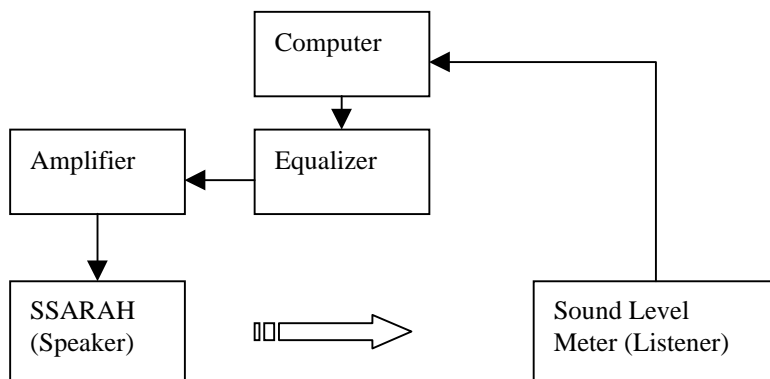 Computer
Amplifier
Equalizer
SSARAH
(Speaker)
Sound Level
Meter (Listener)